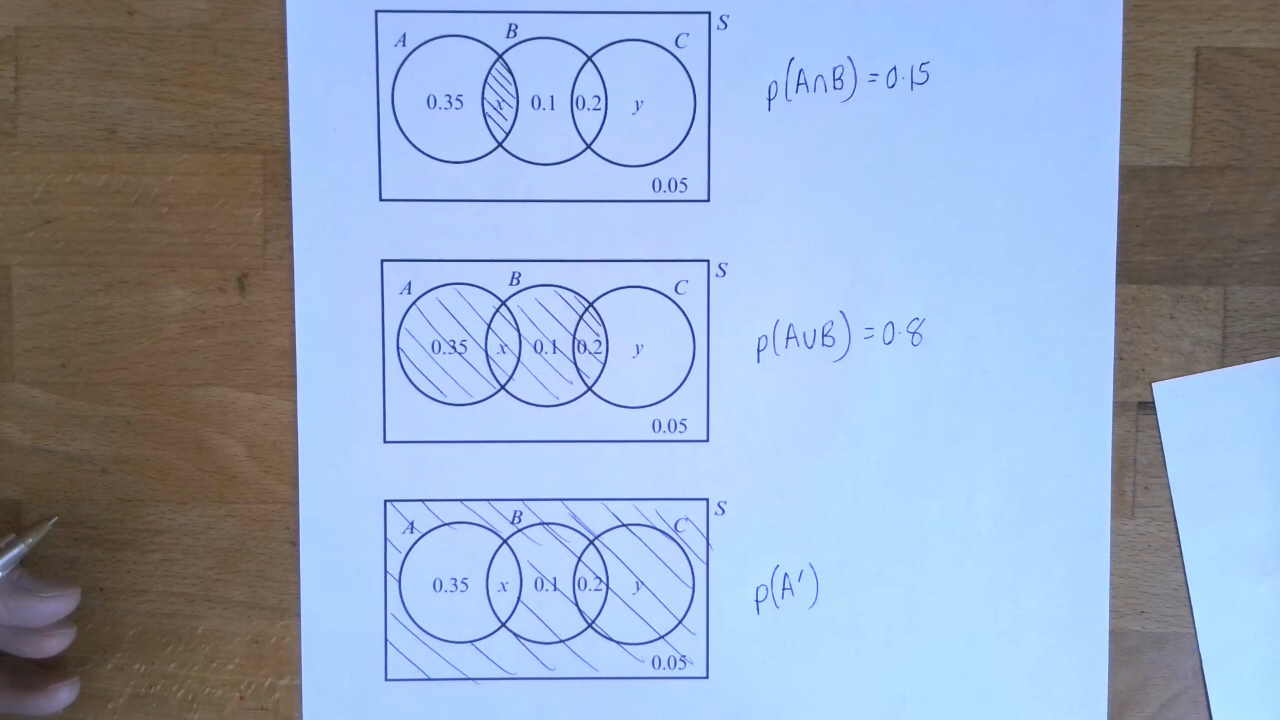 S
A B C
0.35 0.1 0.2 y
0.05
p(A∩B) = 0.15
S
A B C
0.35 x 0.1 0.2 y
0.05
p(A∪B) = 0.8
S
A B C
0.35 x 0.1 0.2 y
0.05
p(A′)